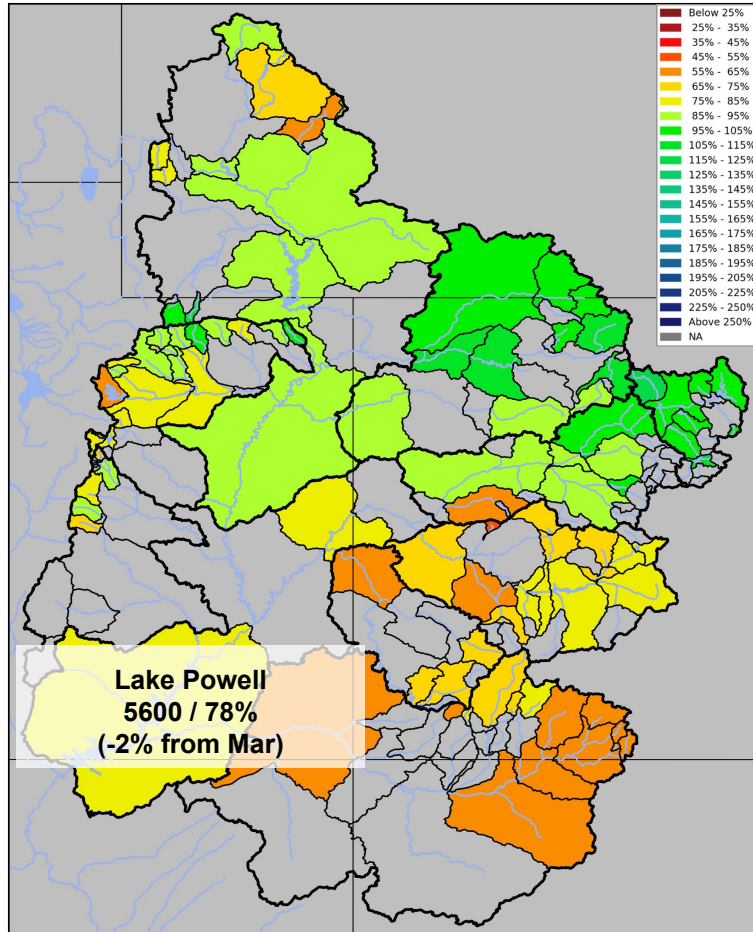 Below 25%
25% - 35%
35% - 45%
45% - 55%
55% - 65%
65% - 75%
75% - 85%
85% - 95%
95% - 105%
105% - 115%
115% - 125%
125% - 135%
135% - 145%
145% - 155%
155% - 165%
165% - 175%
175% - 185%
185% - 195%
195% - 205%
205% - 225%
225% - 250%
Above 250%
NA
Lake Powell
5600 / 78%
(-2% from Mar)